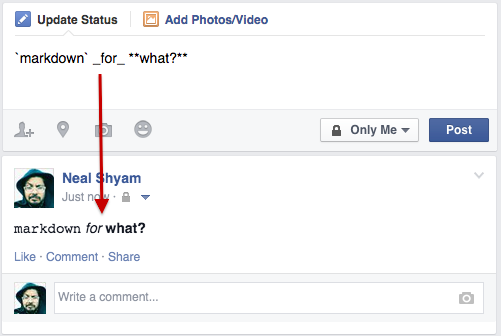 Update Status Add Photos/Video
`markdown` _for_ **what?**
Only Me Post
Neal Shyam
Just now ·
markdown for what?
Like · Comment · Share
Write a comment...